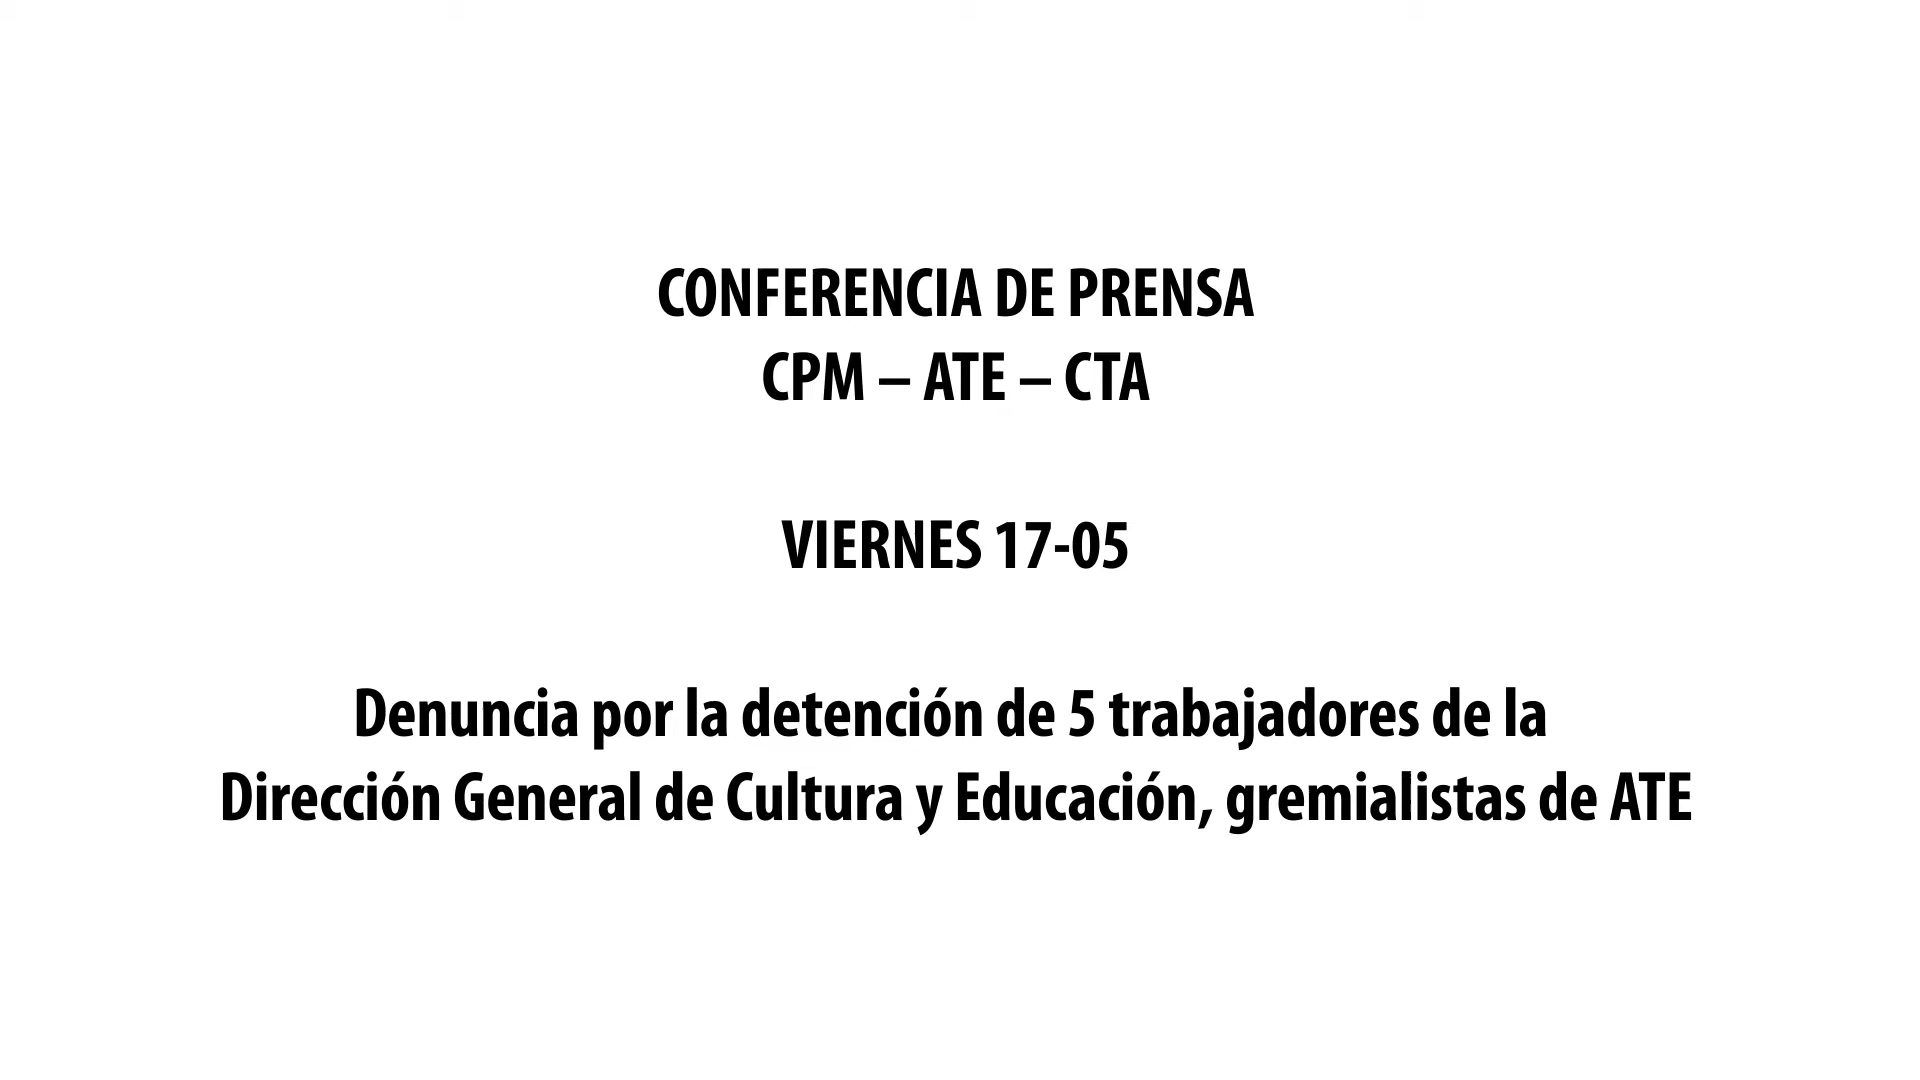 CONFERENCIA DE PRENSA
CPM – ATE – CTA
VIERNES 17-05
Denuncia por la detención de 5 trabajadores de la
Dirección General de Cultura y Educación, gremialistas de ATE